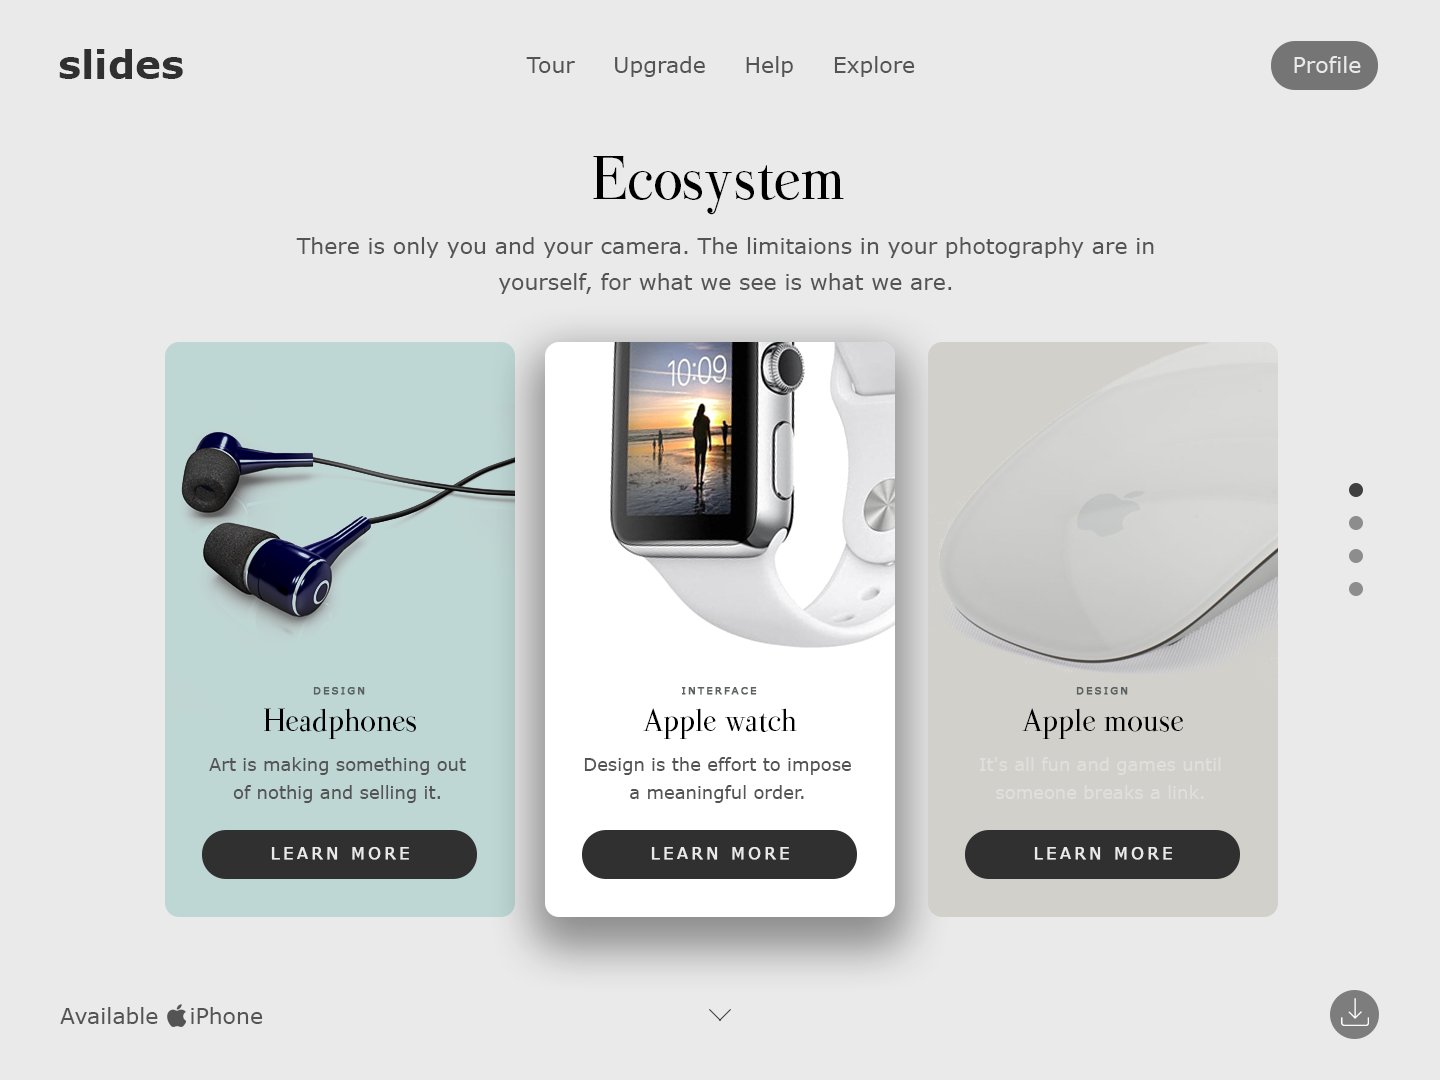 slides
Tour Upgrade Help Explore
Profile
Ecosystem
There is only you and your camera. The limitaions in your photography are in
yourself, for what we see is what we are.
10:09
DESIGN
Headphones
Art is making something out
of nothig and selling it.
LEARN MORE
INTERFACE
Apple watch
Design is the effort to impose
a meaningful order.
LEARN MORE
DESIGN
Apple mouse
It's all fun and games until
someone breaks a link.
LEARN MORE
Available iPhone